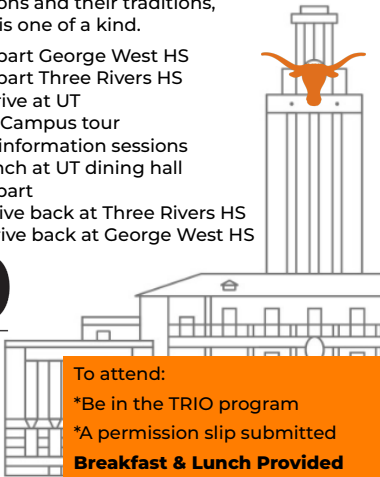 ons and their traditions,
is one of a kind.
part George West HS
part Three Rivers HS
rive at UT
Campus tour
information sessions
nch at UT dining hall
part
ive back at Three Rivers HS
rive back at George West HS
To attend:
*Be in the TRIO program
*A permission slip submitted
Breakfast & Lunch Provided